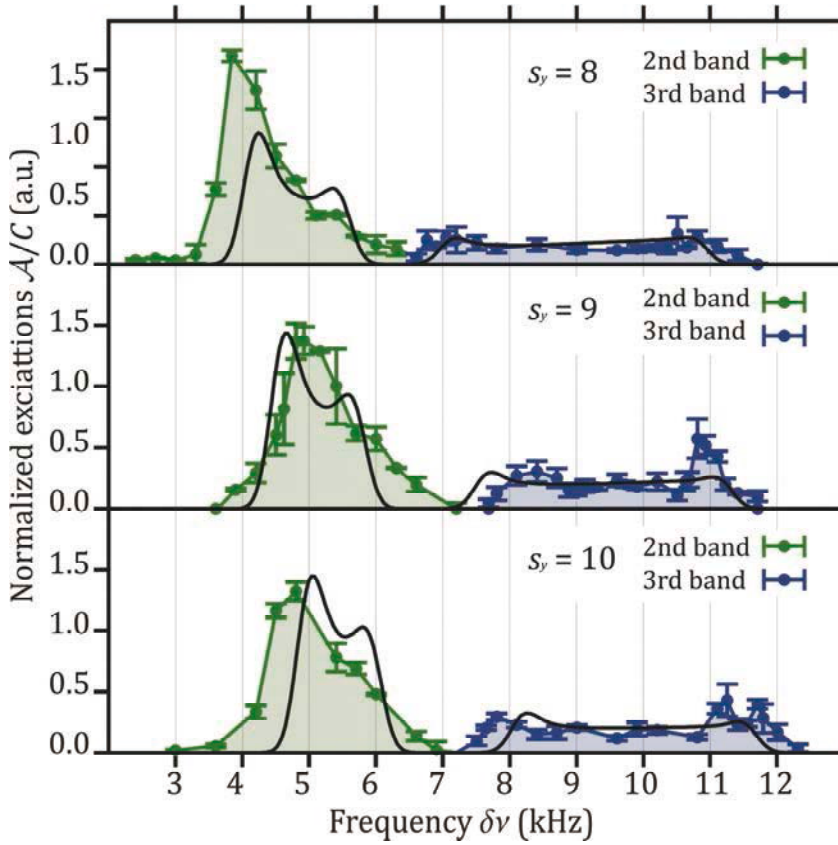 Normalized exciattions A/C (a.u.)
1.5
1.0
0.5
0.0
s_y = 8
2nd band
3rd band
1.5
1.0
0.5
0.0
s_y = 9
2nd band
3rd band
1.5
1.0
0.5
0.0
s_y = 10
2nd band
3rd band
3 4 5 6 7 8 9 10 11 12
Frequency δν (kHz)